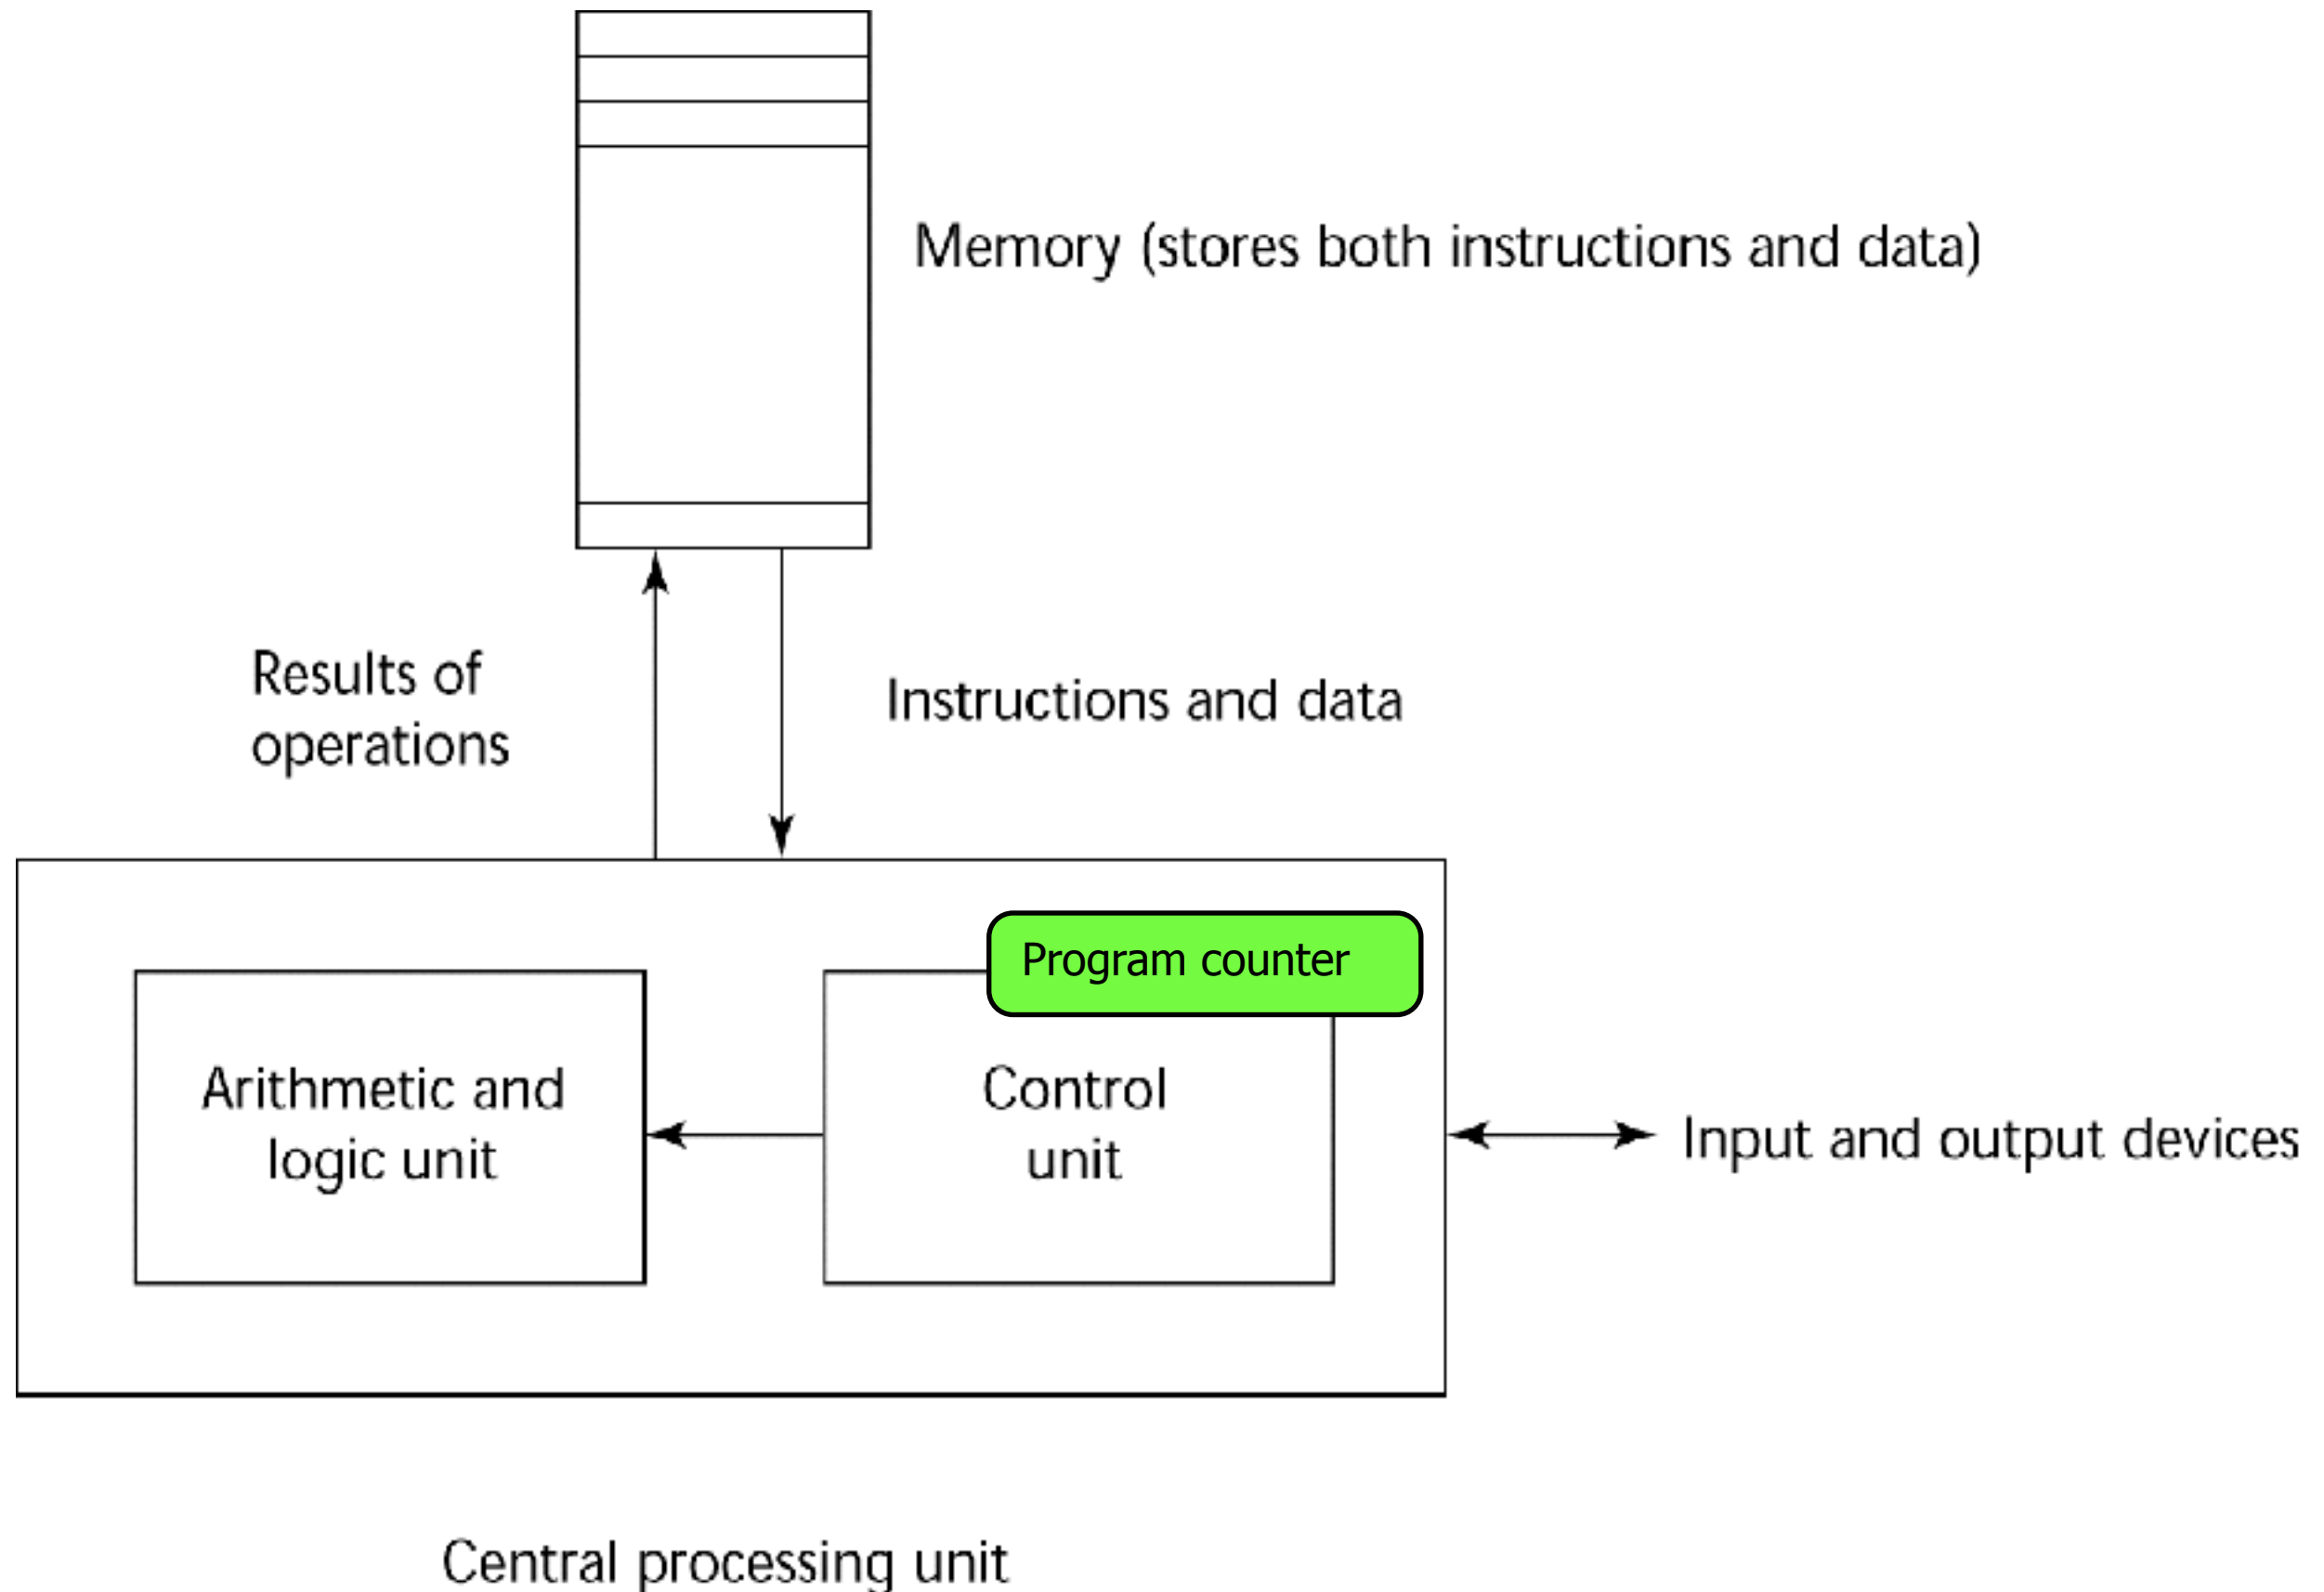 Memory (stores both instructions and data)
Results of
operations
Instructions and data
Program counter
Arithmetic and
logic unit
Control
unit
Input and output devices
Central processing unit